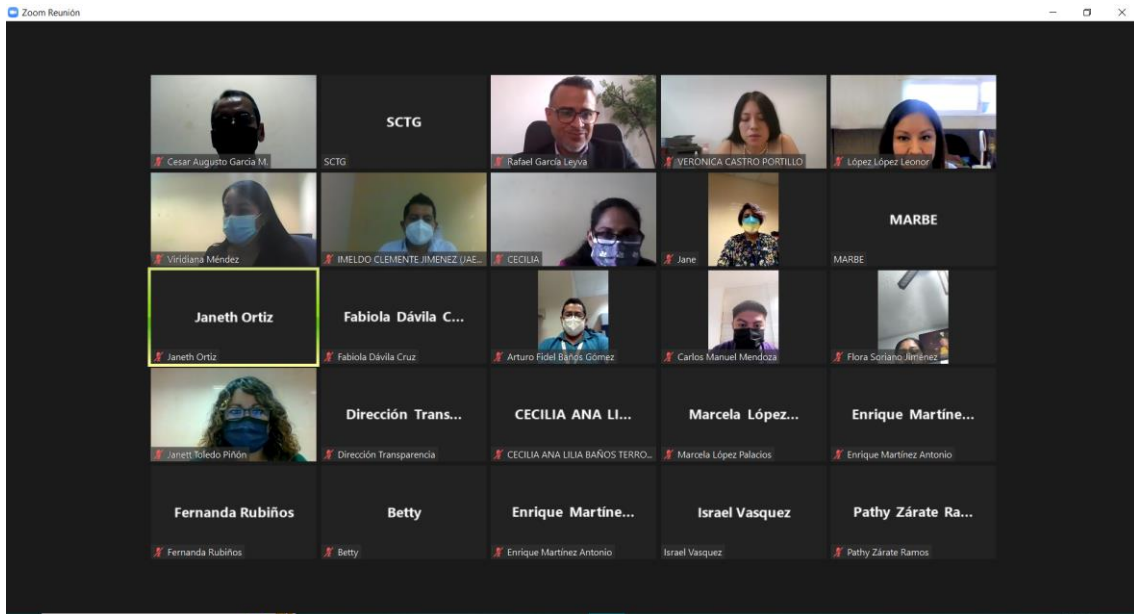 Zoom Reunión
Cesar Augusto García M.
SCTG
SCTG
Rafael García Leyva
VERONICA CASTRO PORTILLO
López López Leonor
Viridiana Méndez
IMELDO CLEMENTE JIMENEZ (JAE...
CECILIA
Jane
MARBE
MARBE
Janeth Ortiz
Janeth Ortiz
Fabiola Dávila C...
Fabiola Dávila Cruz
Arturo Fidel Baños Gómez
Carlos Manuel Mendoza
Flora Soriano Jiménez
Janett Toledo Piñón
Dirección Trans...
Dirección Transparencia
CECILIA ANA LI...
CECILIA ANA LILIA BAÑOS TERRO...
Marcela López...
Marcela López Palacios
Enrique Martíne...
Enrique Martínez Antonio
Fernanda Rubiños
Fernanda Rubiños
Betty
Betty
Enrique Martíne...
Enrique Martínez Antonio
Israel Vasquez
Israel Vasquez
Pathy Zárate Ra...
Pathy Zárate Ramos